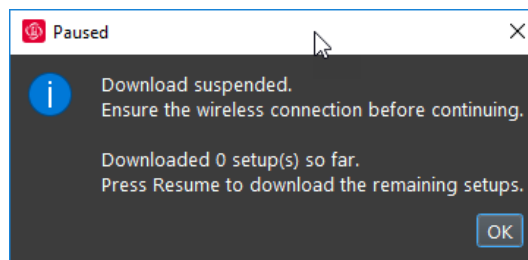 Paused
Download suspended.
Ensure the wireless connection before continuing.
Downloaded 0 setup(s) so far.
Press Resume to download the remaining setups.
OK